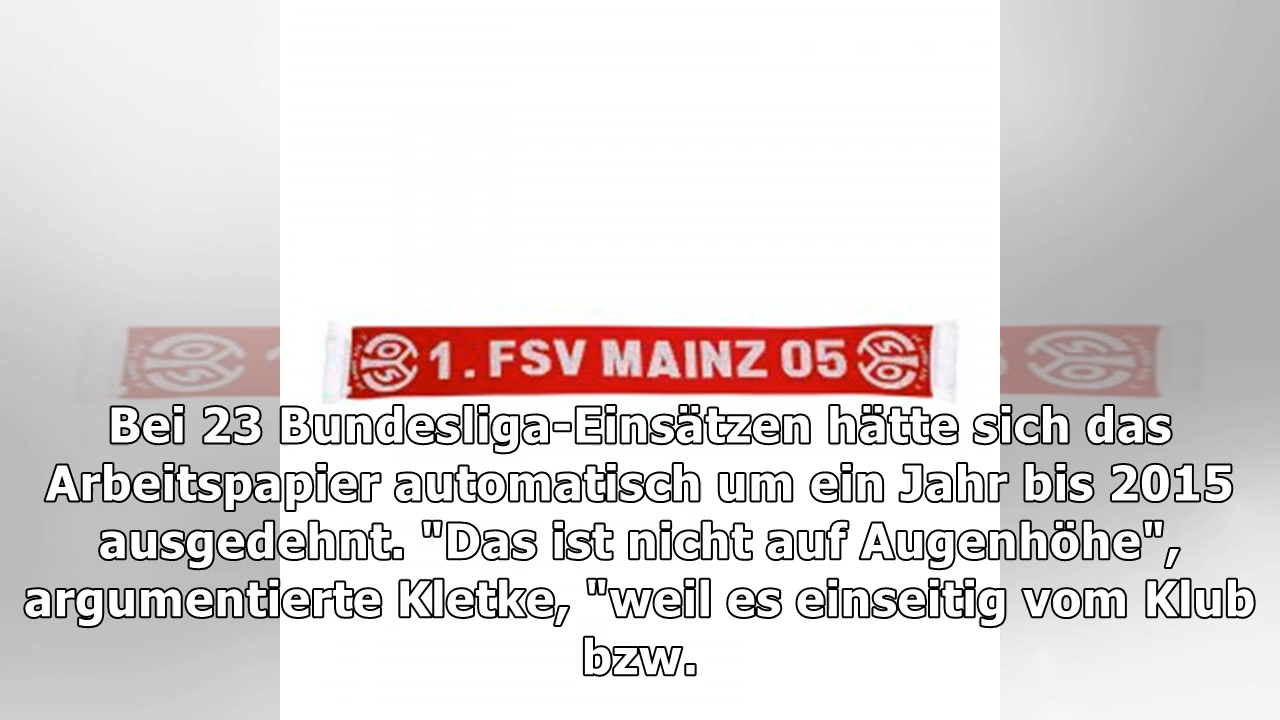 1. FSV MAINZ 05
Bei 23 Bundesliga-Einsätzen hätte sich das
Arbeitspapier automatisch um ein Jahr bis 2015
ausgedehnt. "Das ist nicht auf Augenhöhe",
argumentierte Kletke, "weil es einseitig vom Klub
bzw.